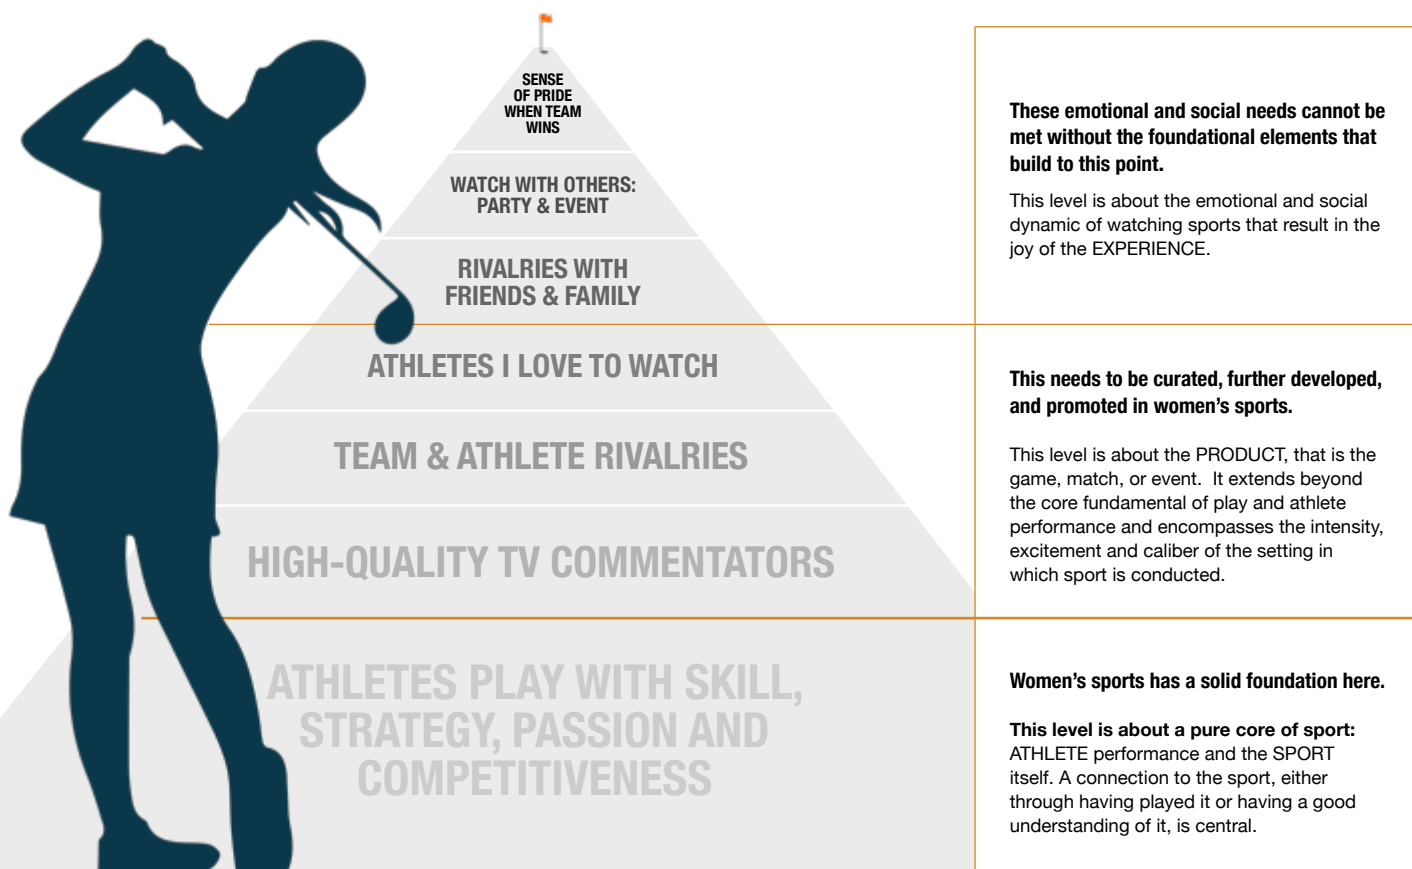 SENSE
OF PRIDE
WHEN TEAM
WINS
WATCH WITH OTHERS:
PARTY & EVENT
RIVALRIES WITH
FRIENDS & FAMILY
ATHLETES I LOVE TO WATCH
TEAM & ATHLETE RIVALRIES
HIGH-QUALITY TV COMMENTATORS
ATHLETES PLAY WITH SKILL,
STRATEGY, PASSION AND
COMPETITIVENESS
These emotional and social needs cannot be
met without the foundational elements that
build to this point.
This level is about the emotional and social
dynamic of watching sports that result in the
joy of the EXPERIENCE.
This needs to be curated, further developed,
and promoted in women’s sports.
This level is about the PRODUCT, that is the
game, match, or event.  It extends beyond
the core fundamental of play and athlete
performance and encompasses the intensity,
excitement and caliber of the setting in
which sport is conducted.
Women’s sports has a solid foundation here.
This level is about a pure core of sport:
ATHLETE performance and the SPORT
itself. A connection to the sport, either
through having played it or having a good
understanding of it, is central.